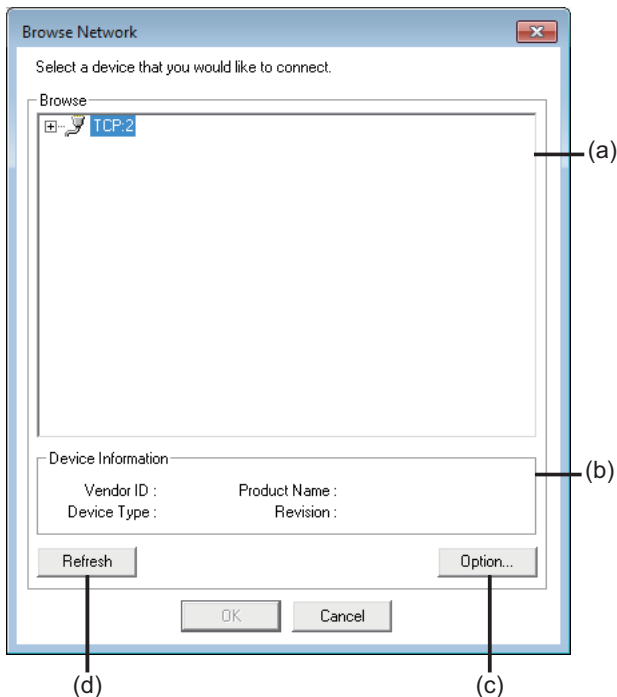 Browse Network
Select a device that you would like to connect.
Browse
TCP:2
(a)
Device Information
(b)
Vendor ID : Product Name :
Device Type : Revision :
Refresh Option...
OK Cancel
(d) (c)